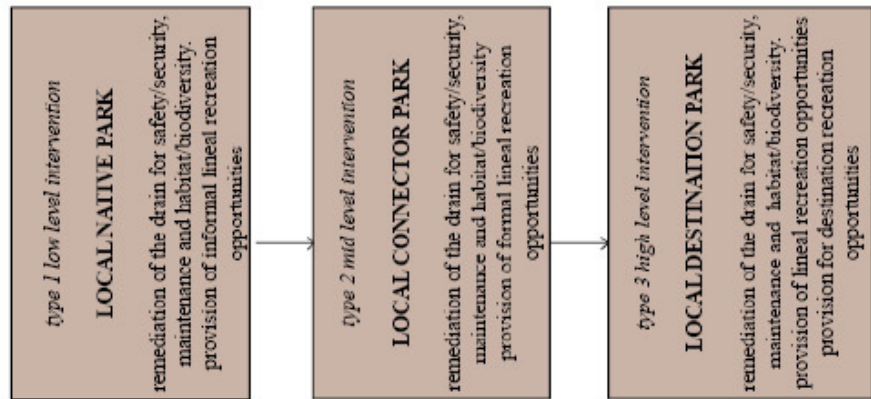 type 1 low level intervention
LOCAL NATIVE PARK
remediation of the drain for safety/security,
maintenance and habitat/biodiversity.
provision of informal lineal recreation
opportunities
type 2 mid level intervention
LOCAL CONNECTOR PARK
remediation of the drain for safety/security,
maintenance and habitat/biodiversity
provision of formal lineal recreation
opportunities
type 3 high level intervention
LOCAL DESTINATION PARK
remediation of the drain for safety/security,
maintenance and habitat/biodiversity.
provision of lineal recreation opportunities
provision for destination recreation
opportunities